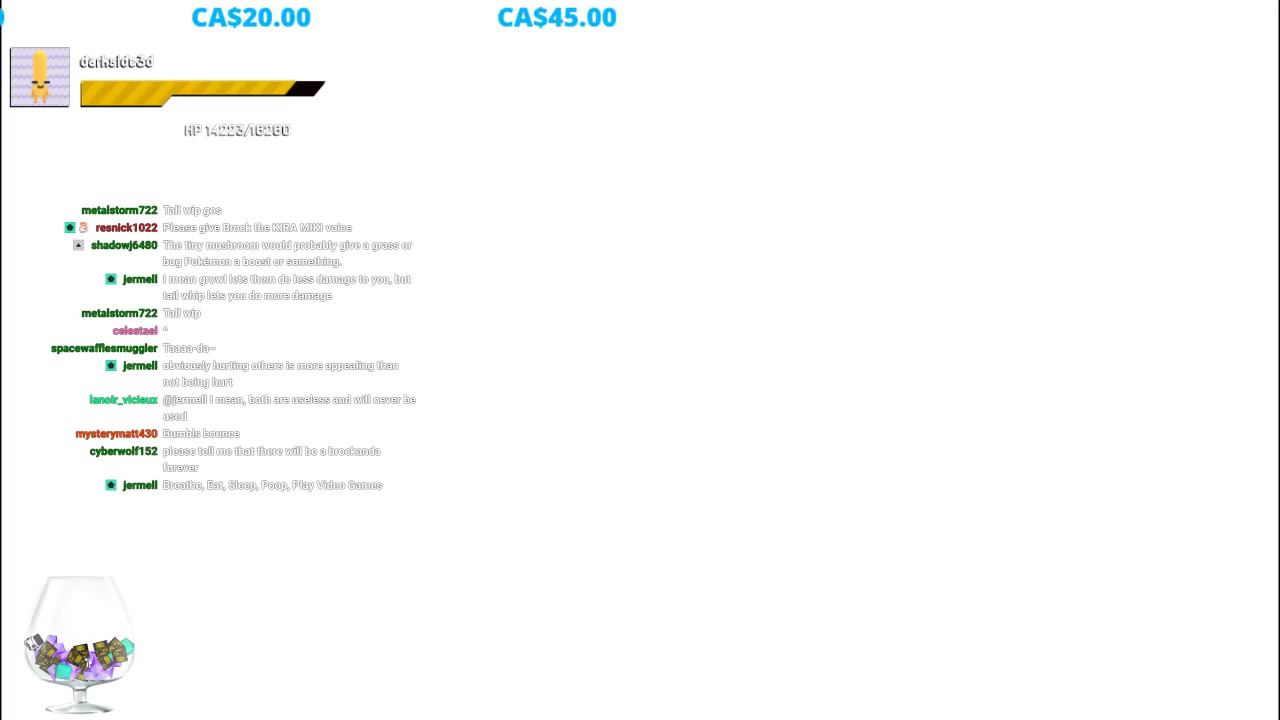 CA$20.00 CA$45.00
darkside3d
HP 14223/16260
metalstorm722 Tail wip gos
resnick1022 Please give Brock the KIRA MIKI voice
shadowj6480 The tiny mushroom would probably give a grass or
bug Pokémon a boost or something.
jermell I mean growl lets them do less damage to you, but
tail whip lets you do more damage
metalstorm722 Tail wip
celestael ^
spacewafflesmuggler Taaaa-da~
jermell obviously hurting others is more appealing than
not being hurt
lanoir_vicieux @jermell I mean, both are useless and will never be
used
mysterymatt430 Bumbls bounce
cyberwolf152 please tell me that there will be a brockanda
forever
jermell Breathe, Eat, Sleep, Poop, Play Video Games